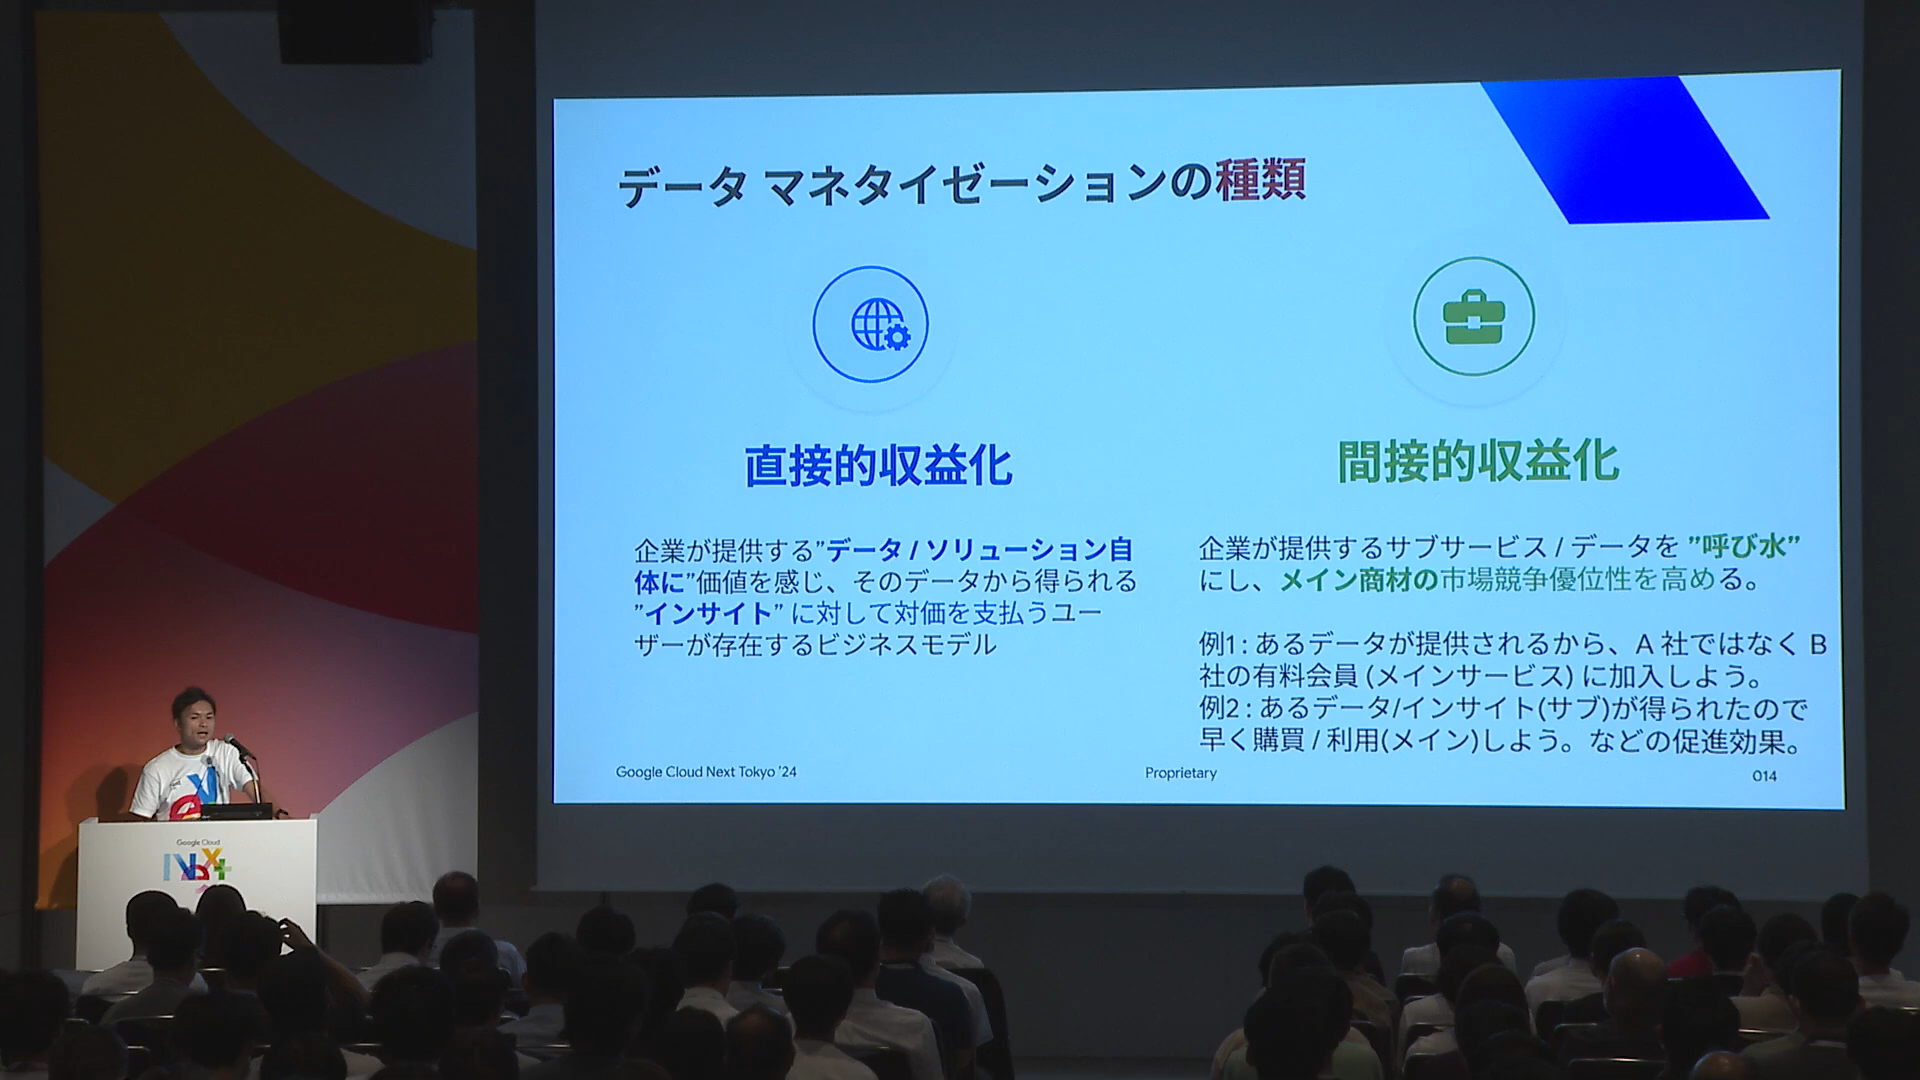 データ マネタイゼーションの種類
直接的収益化
企業が提供する”データ / ソリューション自
体に”価値を感じ、そのデータから得られる
”インサイト” に対して対価を支払うユー
ザーが存在するビジネスモデル
間接的収益化
企業が提供するサブサービス / データを ”呼び水”
にし、メイン商材の市場競争優位性を高める。
例1 : あるデータが提供されるから、A 社ではなく B
社の有料会員 (メインサービス) に加入しよう。
例2 : あるデータ/インサイト(サブ)が得られたので
早く購買 / 利用(メイン)しよう。などの促進効果。
Google Cloud Next Tokyo '24
Proprietary
014
Google Cloud
Next